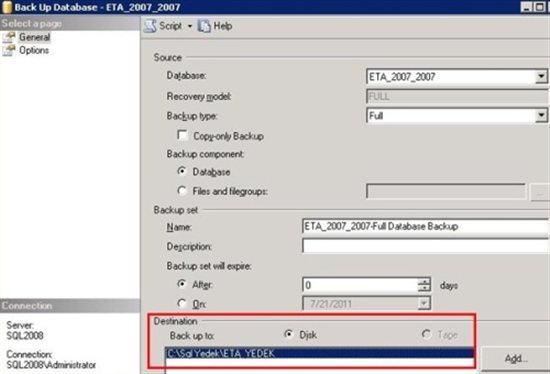 Back Up Database - ETA_2007_2007
Select a page
General
Options
Script
Help
Source
Database:
ETA_2007_2007
Recovery model:
FULL
Backup type:
Full
Copy-only Backup
Backup component:
Database
Files and filegroups:
...
Backup set
Name:
ETA_2007_2007-Full Database Backup
Description:
Backup set will expire:
After:
0
days
On:
7/21/2011
Destination
Back up to:
Disk
Tape
C:\Sql Yedek\ETA_YEDEK
Add...
Connection
Server:
SQL2008
Connection:
SQL2008\Administrator